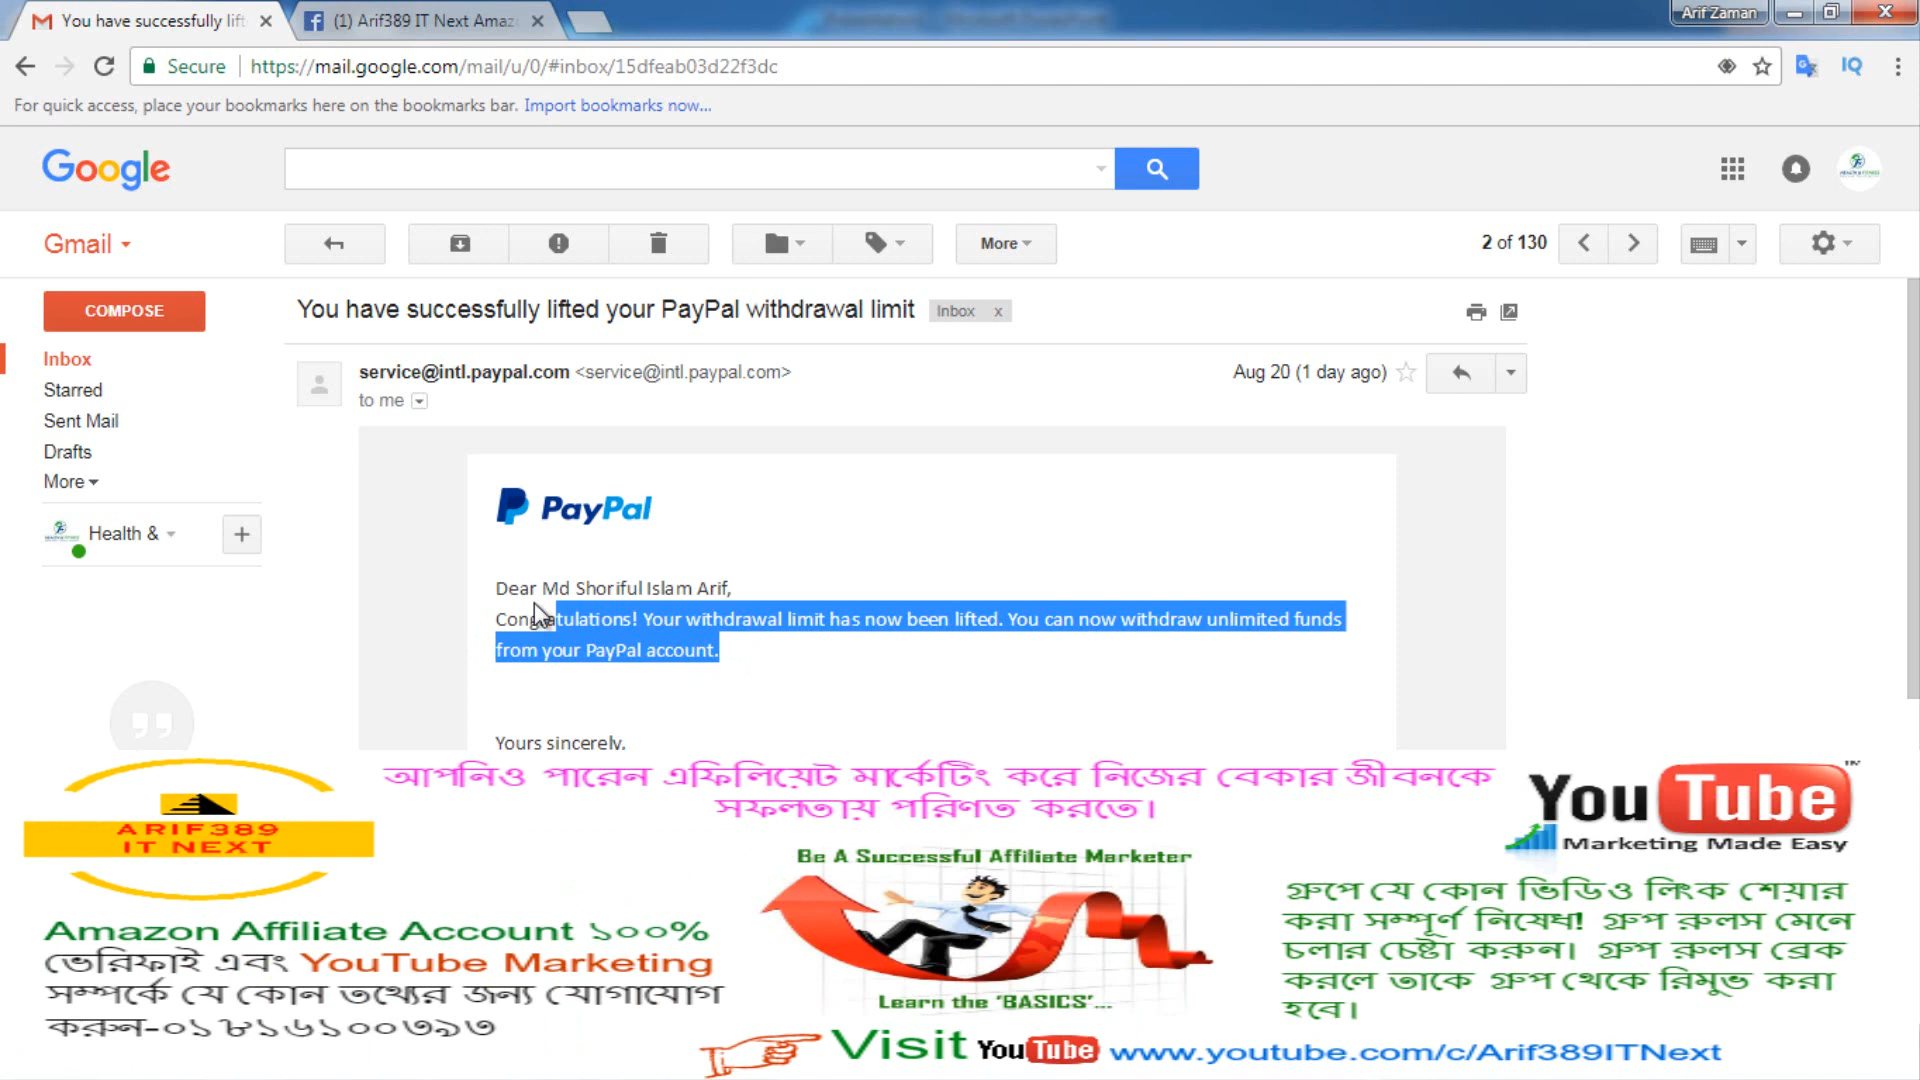 You have successfully lift
(1) Arif389 IT Next Amaz
Arif Zaman
Secure https://mail.google.com/mail/u/0/#inbox/15dfeab03d22f3dc
IQ
For quick access, place your bookmarks here on the bookmarks bar. Import bookmarks now...
Google
Gmail
More
2 of 130
COMPOSE
You have successfully lifted your PayPal withdrawal limit Inbox x
Inbox
Starred
Sent Mail
Drafts
More
Health &
service@intl.paypal.com <service@intl.paypal.com>
Aug 20 (1 day ago)
to me
PayPal
Dear Md Shoriful Islam Arif,
Congratulations! Your withdrawal limit has now been lifted. You can now withdraw unlimited funds
from your PayPal account.
Yours sincerely,
আপনিও পারেন এফিলিয়েট মার্কেটিং করে নিজের বেকার জীবনকে
সফলতায় পরিণত করতে।
ARIF389
IT NEXT
You Tube TM
Marketing Made Easy
Be A Successful Affiliate Marketer
Learn the 'BASICS'...
Amazon Affiliate Account ১০০%
ভেরিফাই এবং YouTube Marketing
সম্পর্কে যে কোন তথ্যের জন্য যোগাযোগ
করুন-০১৮১৬১০০৩৯৩
গ্রুপে যে কোন ভিডিও লিংক শেয়ার
করা সম্পূর্ণ নিষেধ! গ্রুপ রুলস মেনে
চলার চেষ্টা করুন। গ্রুপ রুলস ব্রেক
করলে তাকে গ্রুপ থেকে রিমুভ করা
হবে।
Visit YouTube www.youtube.com/c/Arif389ITNext